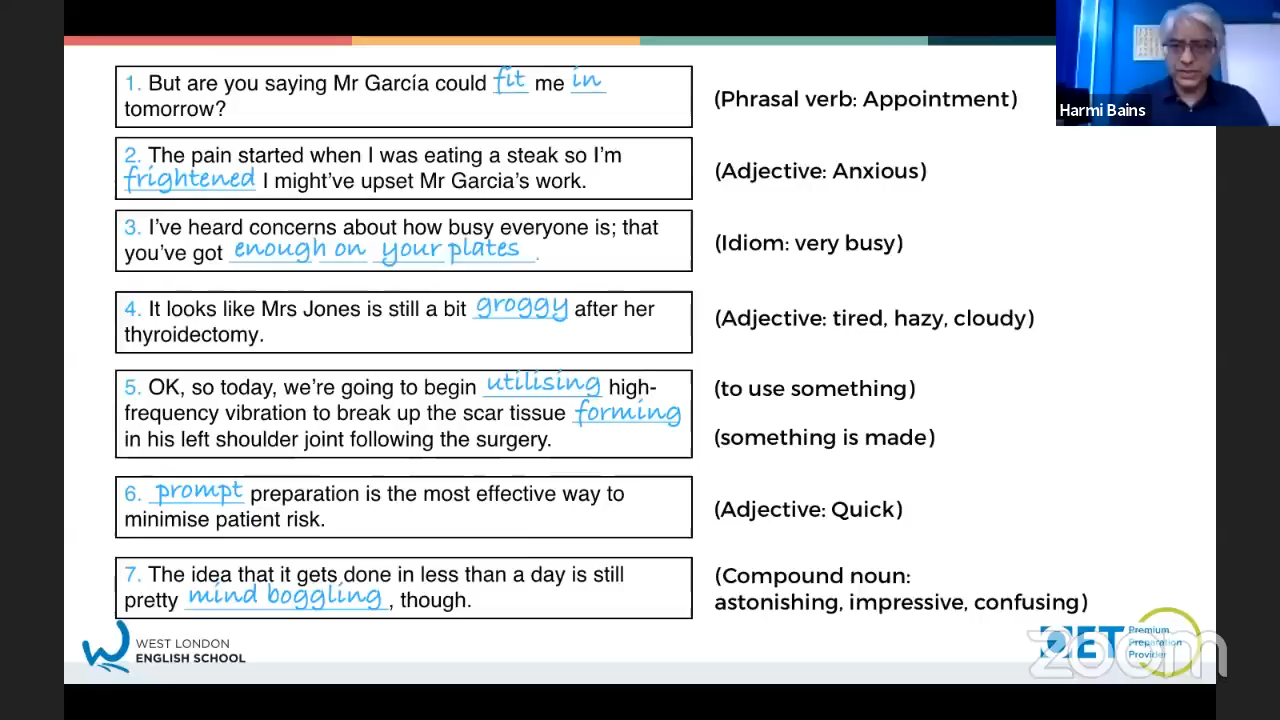 1. But are you saying Mr García could fit me in
tomorrow?
(Phrasal verb: Appointment)
Harmi Bains
2. The pain started when I was eating a steak so I'm
frightened I might've upset Mr Garcia's work.
(Adjective: Anxious)
3. I've heard concerns about how busy everyone is; that
you've got enough on your plates.
(Idiom: very busy)
4. It looks like Mrs Jones is still a bit groggy after her
thyroidectomy.
(Adjective: tired, hazy, cloudy)
5. OK, so today, we're going to begin utilising high-
frequency vibration to break up the scar tissue forming
in his left shoulder joint following the surgery.
(to use something)
(something is made)
6. prompt preparation is the most effective way to
minimise patient risk.
(Adjective: Quick)
7. The idea that it gets done in less than a day is still
pretty mind boggling, though.
(Compound noun:
astonishing, impressive, confusing)
WEST LONDON
ENGLISH SCHOOL
Premium
Preparation
Provider
zoom